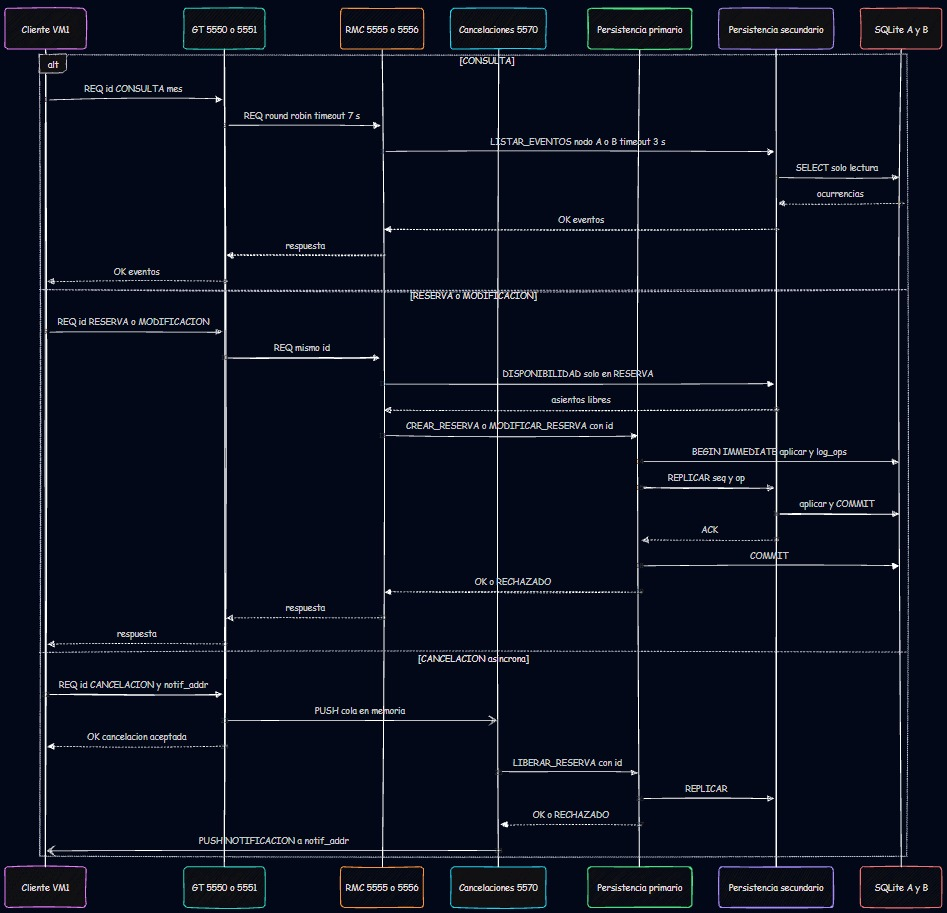 Cliente VM1
GT 5550 o 5551
RMC 5555 o 5556
Cancelaciones 5570
Persistencia primario
Persistencia secundario
SQLite A y B
alt
[CONSULTA]
REQ id CONSULTA mes
REQ round robin timeout 7 s
LISTAR_EVENTOS nodo A o B timeout 3 s
SELECT solo lectura
ocurrencias
OK eventos
respuesta
OK eventos
[RESERVA o MODIFICACION]
REQ id RESERVA o MODIFICACION
REQ mismo id
DISPONIBILIDAD solo en RESERVA
asientos libres
CREAR_RESERVA o MODIFICAR_RESERVA con id
BEGIN IMMEDIATE aplicar y log_ops
REPLICAR seq y op
aplicar y COMMIT
ACK
COMMIT
OK o RECHAZADO
respuesta
respuesta
[CANCELACION asincrona]
REQ id CANCELACION y notif_addr
PUSH cola en memoria
OK cancelacion aceptada
LIBERAR_RESERVA con id
REPLICAR
OK o RECHAZADO
PUSH NOTIFICACION a notif_addr
Cliente VM1
GT 5550 o 5551
RMC 5555 o 5556
Cancelaciones 5570
Persistencia primario
Persistencia secundario
SQLite A y B